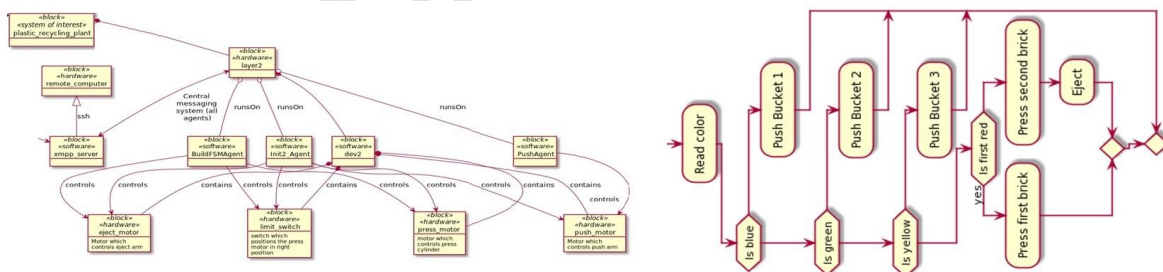 «block»
«system of interest»
plastic_recycling_plant
«block»
«hardware»
layer2
«block»
«hardware»
remote_computer
Central
messaging
system (all
agents)
runsOn
runsOn
runsOn
ssh
«block»
«software»
xmpp_server
«block»
«software»
BuildFSMAgent
«block»
«software»
Init2_Agent
«block»
«software»
dev2
«block»
«software»
PushAgent
controls
controls
contains
controls
controls
contains
controls
controls
contains
controls
«block»
«hardware»
eject_motor
Motor which
controls eject arm
«block»
«hardware»
limit_switch
switch which
positions the press
motor in right
position
«block»
«hardware»
press_motor
motor which
controls press
cylinder
«block»
«hardware»
push_motor
Motor which
controls push arm
Read color
Is blue
Push Bucket 1
Is green
Push Bucket 2
Is yellow
Push Bucket 3
Is first red
yes
Press second brick
Eject
Press first brick